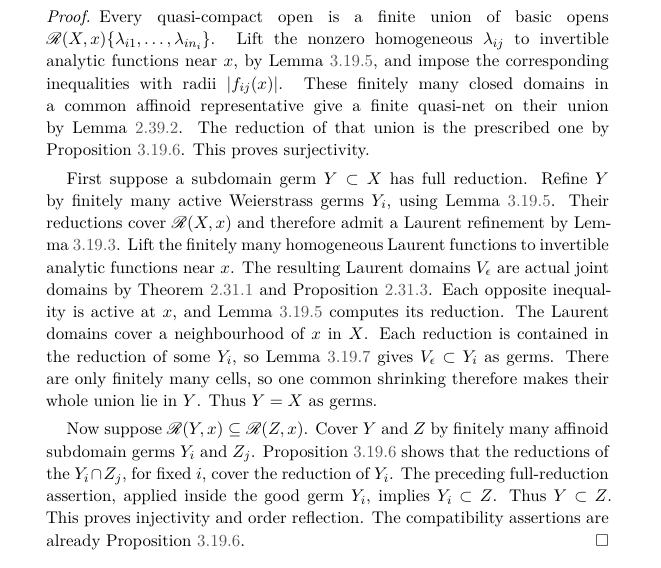 Proof. Every quasi-compact open is a finite union of basic opens
ℛ(X, x){λ_{i1}, . . . , λ_{in_i}}. Lift the nonzero homogeneous λ_{ij} to invertible
analytic functions near x, by Lemma 3.19.5, and impose the corresponding
inequalities with radii |f_{ij}(x)|. These finitely many closed domains in
a common affinoid representative give a finite quasi-net on their union
by Lemma 2.39.2. The reduction of that union is the prescribed one by
Proposition 3.19.6. This proves surjectivity.
First suppose a subdomain germ Y ⊂ X has full reduction. Refine Y
by finitely many active Weierstrass germs Y_i, using Lemma 3.19.5. Their
reductions cover ℛ(X, x) and therefore admit a Laurent refinement by Lem-
ma 3.19.3. Lift the finitely many homogeneous Laurent functions to invertible
analytic functions near x. The resulting Laurent domains V_ϵ are actual joint
domains by Theorem 2.31.1 and Proposition 2.31.3. Each opposite inequal-
ity is active at x, and Lemma 3.19.5 computes its reduction. The Laurent
domains cover a neighbourhood of x in X. Each reduction is contained in
the reduction of some Y_i, so Lemma 3.19.7 gives V_ϵ ⊂ Y_i as germs. There
are only finitely many cells, so one common shrinking therefore makes their
whole union lie in Y. Thus Y = X as germs.
Now suppose ℛ(Y, x) ⊆ ℛ(Z, x). Cover Y and Z by finitely many affinoid
subdomain germs Y_i and Z_j. Proposition 3.19.6 shows that the reductions of
the Y_i∩Z_j, for fixed i, cover the reduction of Y_i. The preceding full-reduction
assertion, applied inside the good germ Y_i, implies Y_i ⊂ Z. Thus Y ⊂ Z.
This proves injectivity and order reflection. The compatibility assertions are
already Proposition 3.19.6. □